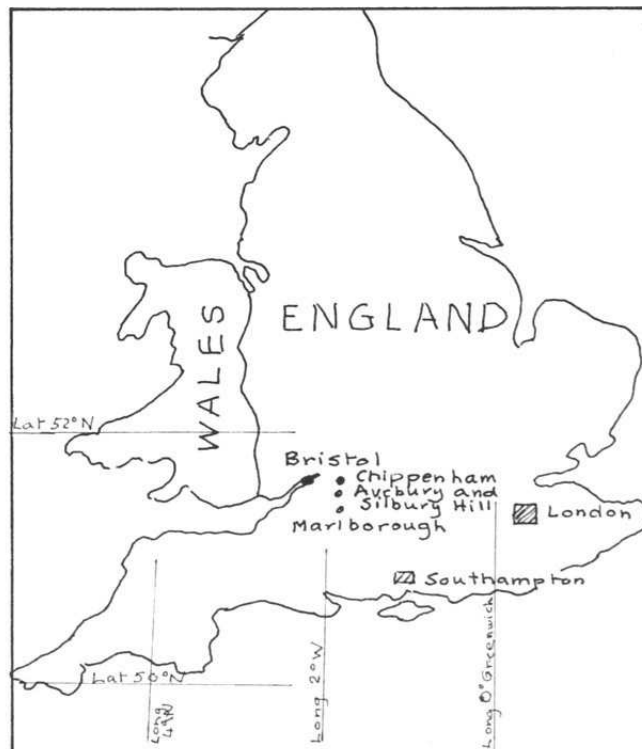 ENGLAND
WALES
Lat 52°N
Bristol
Chippenham
Avebury and
Silbury Hill
Marlborough
London
Southampton
Lat 50°N
Long 4°W
Long 2°W
Long 0° Greenwich